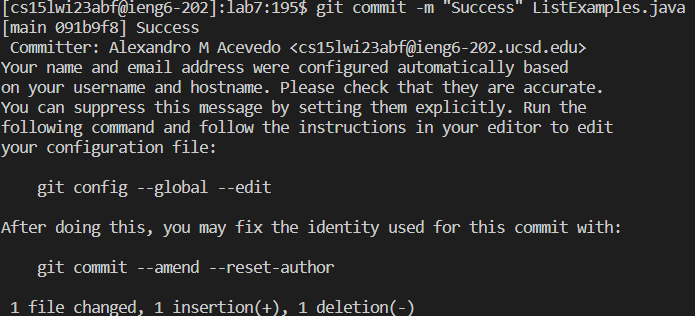 [cs15lwi23abf@ieng6-202]:lab7:195$ git commit -m "Success" ListExamples.java
[main 091b9f8] Success
 Committer: Alexandro M Acevedo <cs15lwi23abf@ieng6-202.ucsd.edu>
Your name and email address were configured automatically based
on your username and hostname. Please check that they are accurate.
You can suppress this message by setting them explicitly. Run the
following command and follow the instructions in your editor to edit
your configuration file:

    git config --global --edit

After doing this, you may fix the identity used for this commit with:

    git commit --amend --reset-author

 1 file changed, 1 insertion(+), 1 deletion(-)